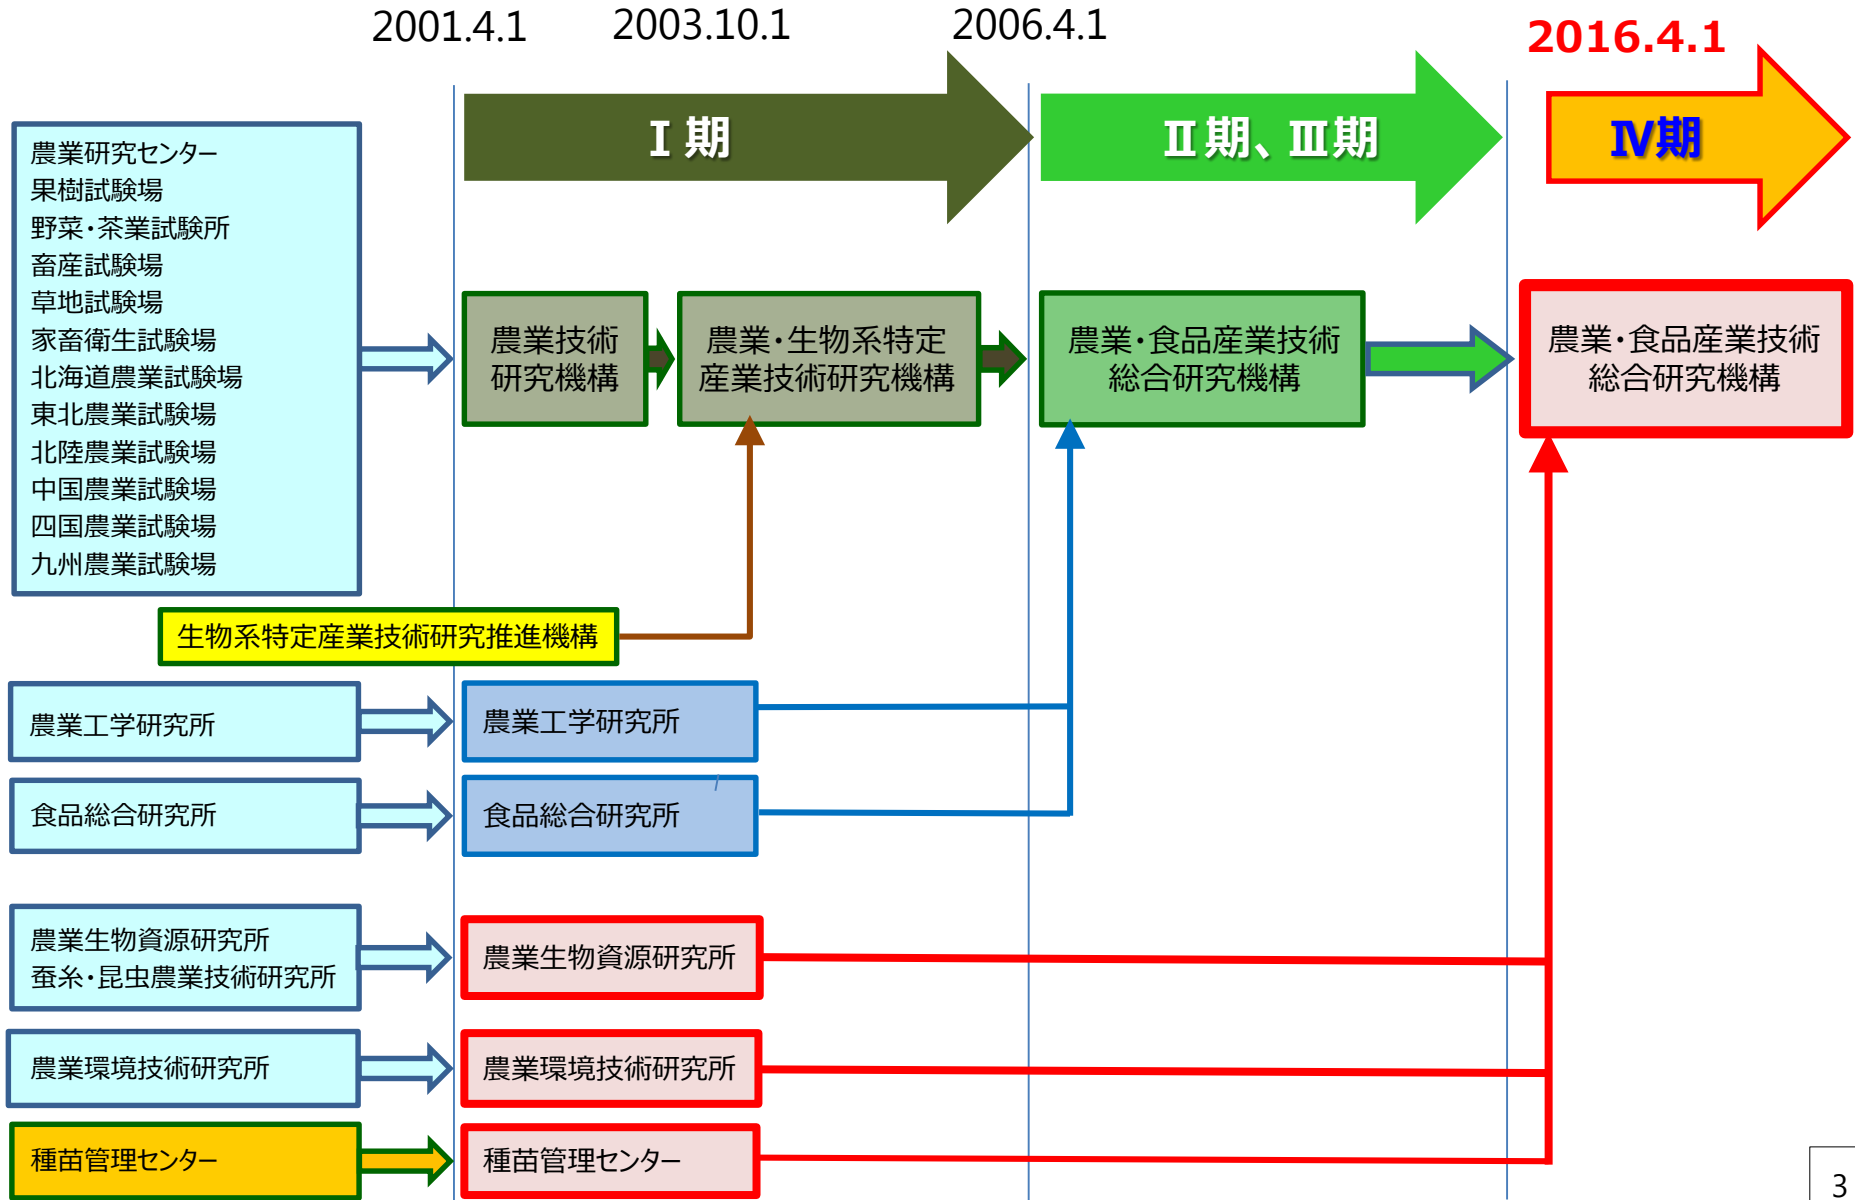 2001.4.1
2003.10.1
2006.4.1
2016.4.1
Ⅰ期
Ⅱ期、Ⅲ期
Ⅳ期
農業研究センター
果樹試験場
野菜・茶業試験所
畜産試験場
草地試験場
家畜衛生試験場
北海道農業試験場
東北農業試験場
北陸農業試験場
中国農業試験場
四国農業試験場
九州農業試験場
農業技術
研究機構
農業・生物系特定
産業技術研究機構
農業・食品産業技術
総合研究機構
農業・食品産業技術
総合研究機構
生物系特定産業技術研究推進機構
農業工学研究所
農業工学研究所
食品総合研究所
食品総合研究所
農業生物資源研究所
蚕糸・昆虫農業技術研究所
農業生物資源研究所
農業環境技術研究所
農業環境技術研究所
種苗管理センター
種苗管理センター
3